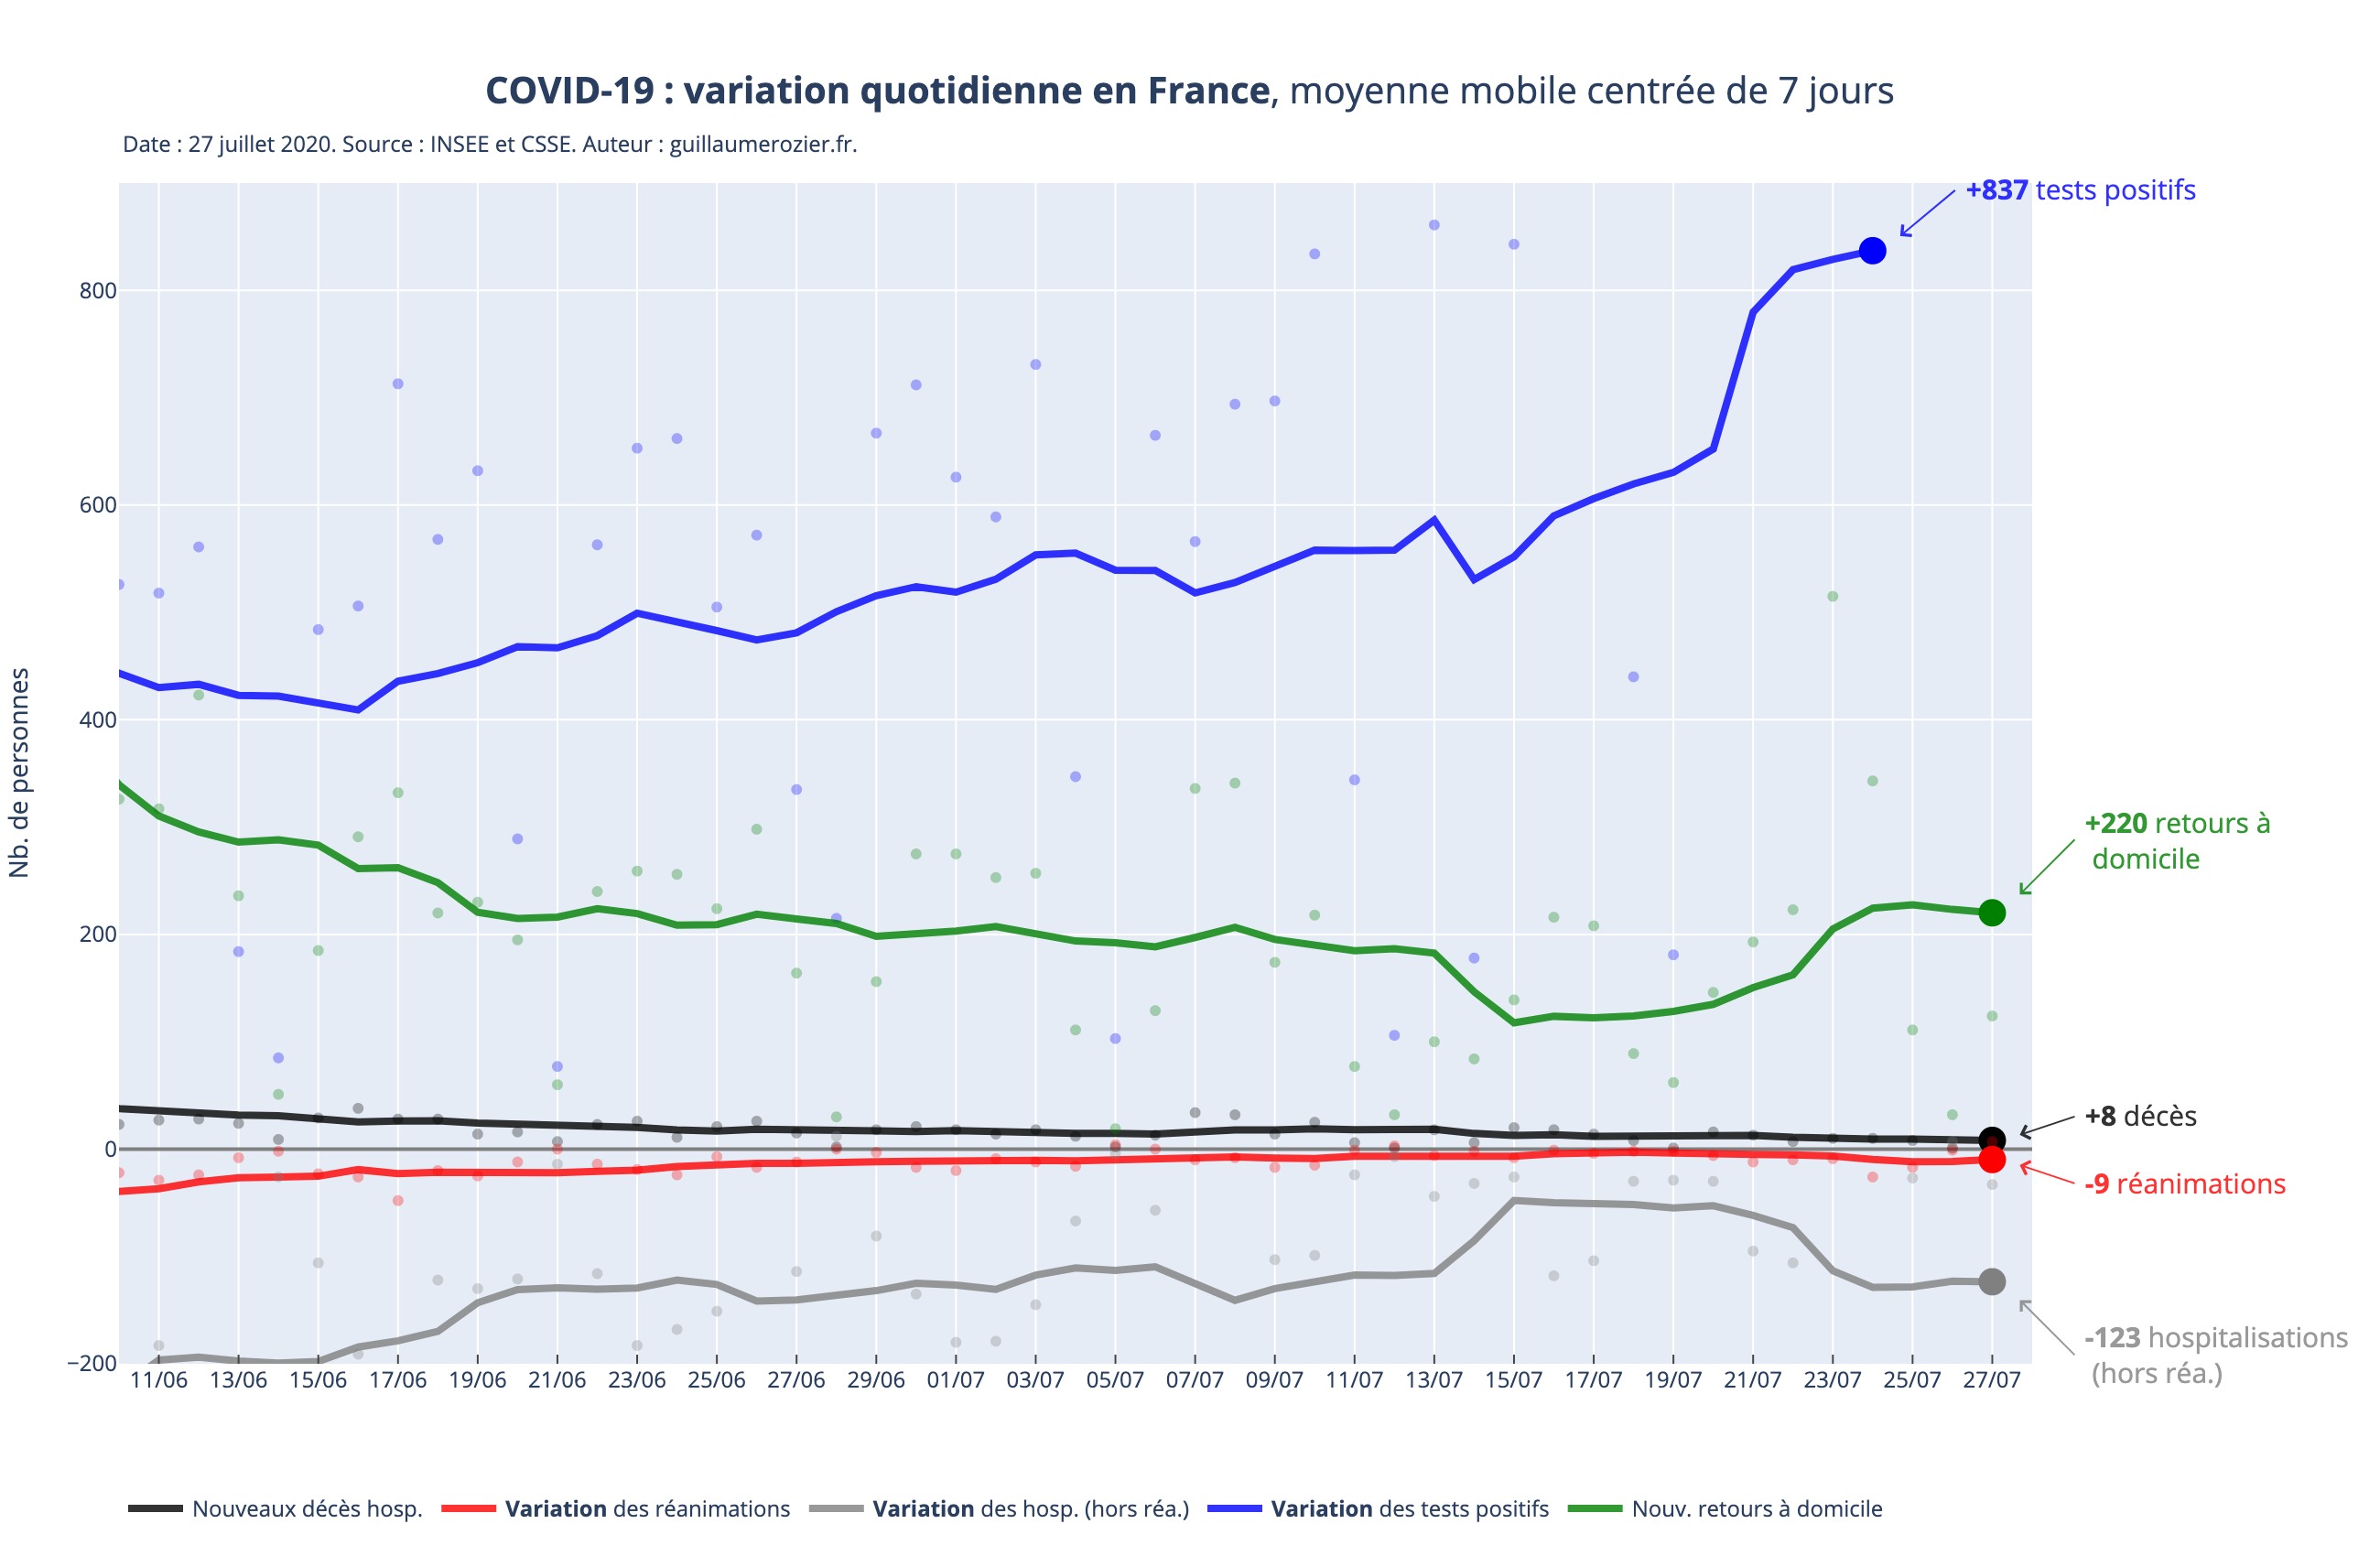 COVID-19 : variation quotidienne en France, moyenne mobile centrée de 7 jours
Date : 27 juillet 2020. Source : INSEE et CSSE. Auteur : guillaumerozier.fr.
+837 tests positifs
800
600
Nb. de personnes
400
+220 retours à
domicile
200
+8 décès
0
-9 réanimations
-123 hospitalisations
(hors réa.)
−200
11/06 13/06 15/06 17/06 19/06 21/06 23/06 25/06 27/06 29/06 01/07 03/07 05/07 07/07 09/07 11/07 13/07 15/07 17/07 19/07 21/07 23/07 25/07 27/07
Nouveaux décès hosp. Variation des réanimations Variation des hosp. (hors réa.) Variation des tests positifs Nouv. retours à domicile